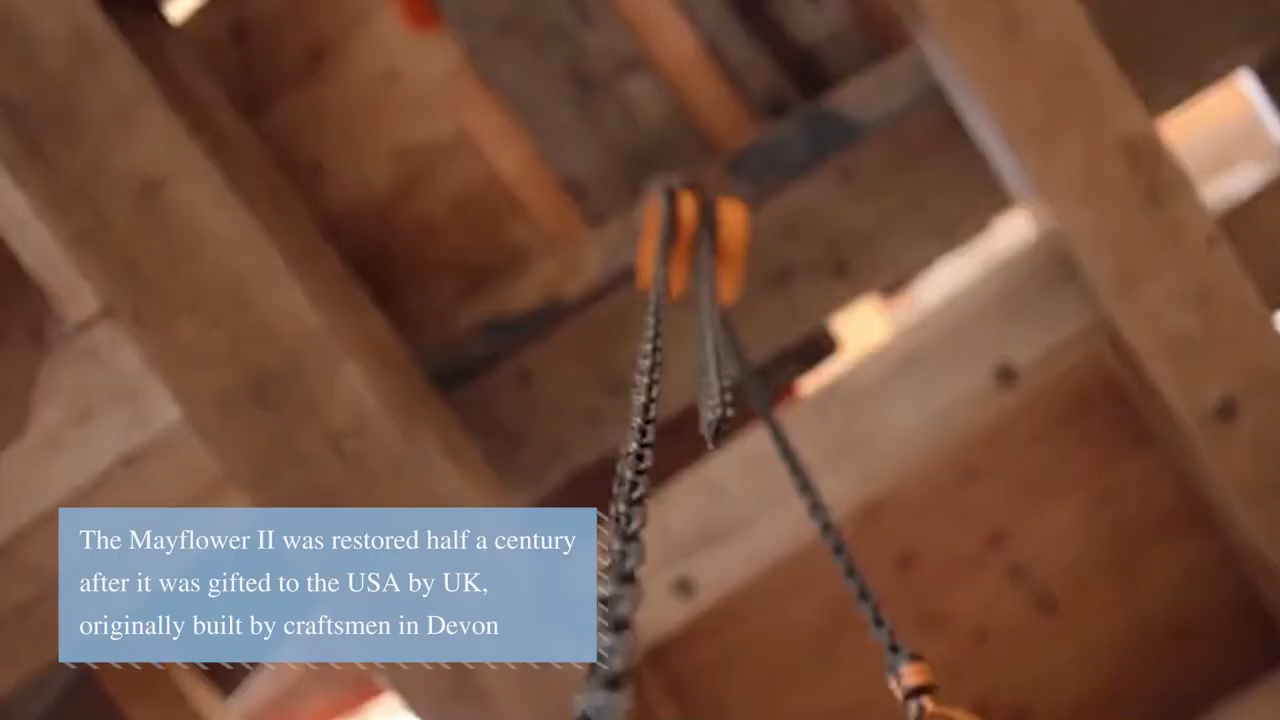 The Mayflower II was restored half a century
after it was gifted to the USA by UK,
originally built by craftsmen in Devon